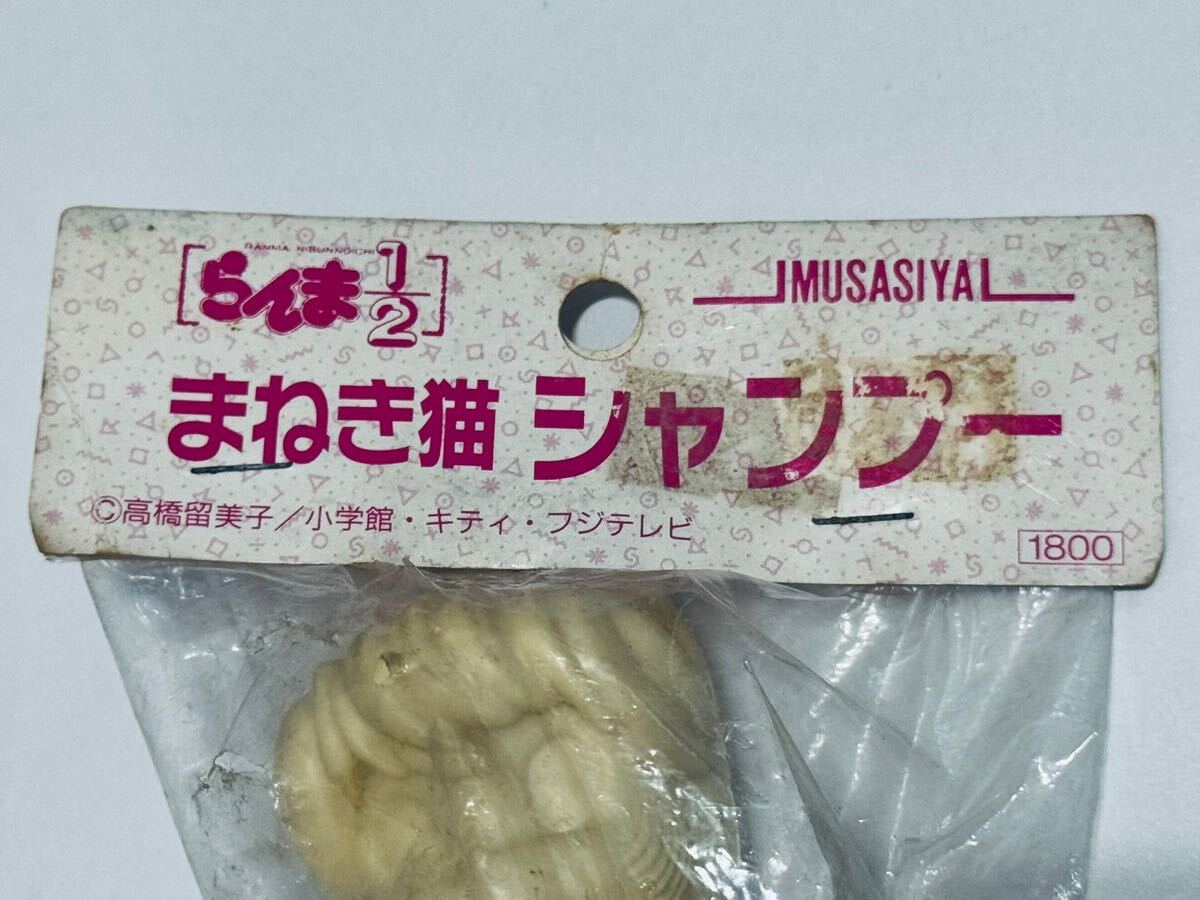 RANMA NIBUNNOICHI
[らんま1/2]
MUSASIYA
まねき猫 シャンプー
©高橋留美子/小学館・キティ・フジテレビ
1800